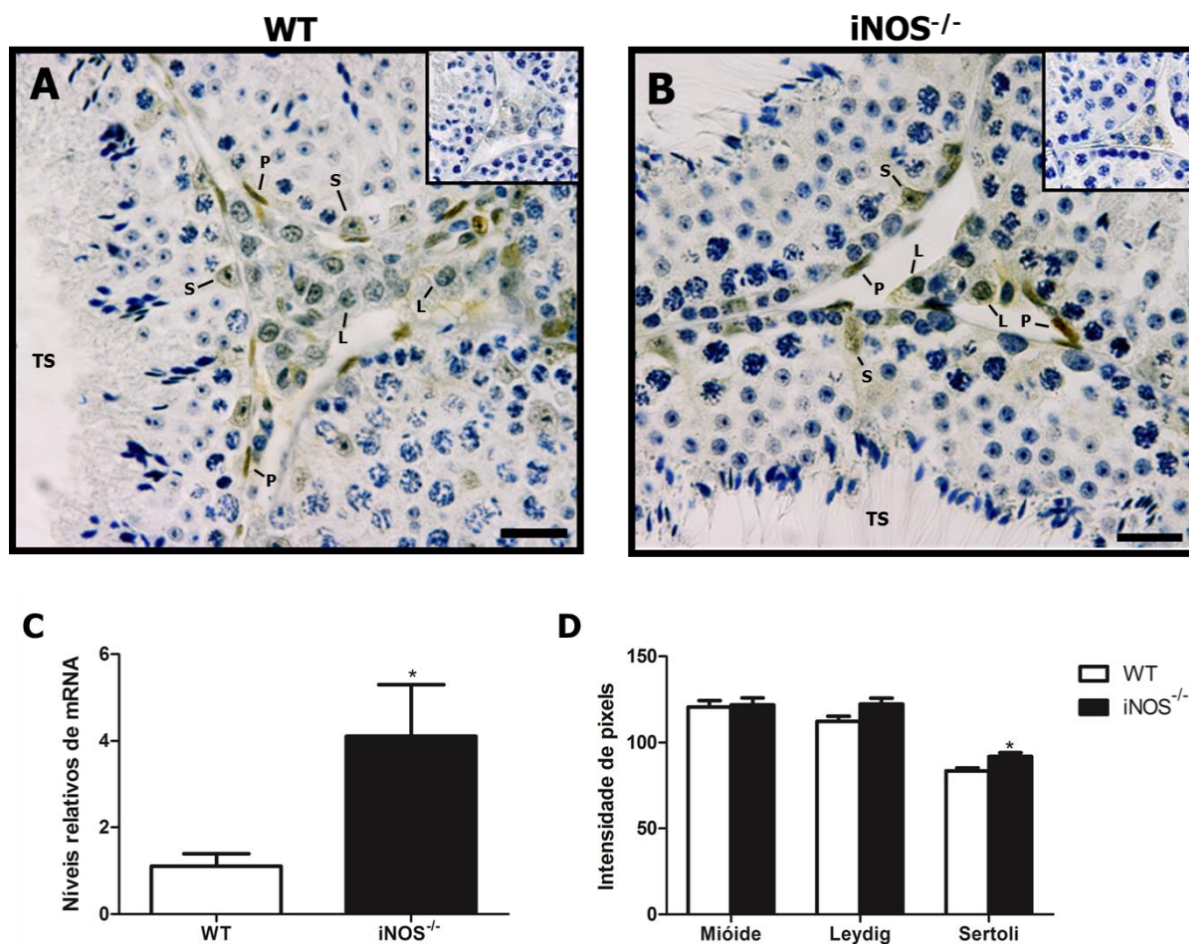 WT
iNOS-/-
A
P
S
S
L
L
P
TS
B
S
L
P
L
P
S
TS
C
Níveis relativos de mRNA
6
4
2
0
*
WT
iNOS-/-
D
Intensidade de pixels
150
100
50
0
*
Mióide
Leydig
Sertoli
WT
iNOS-/-